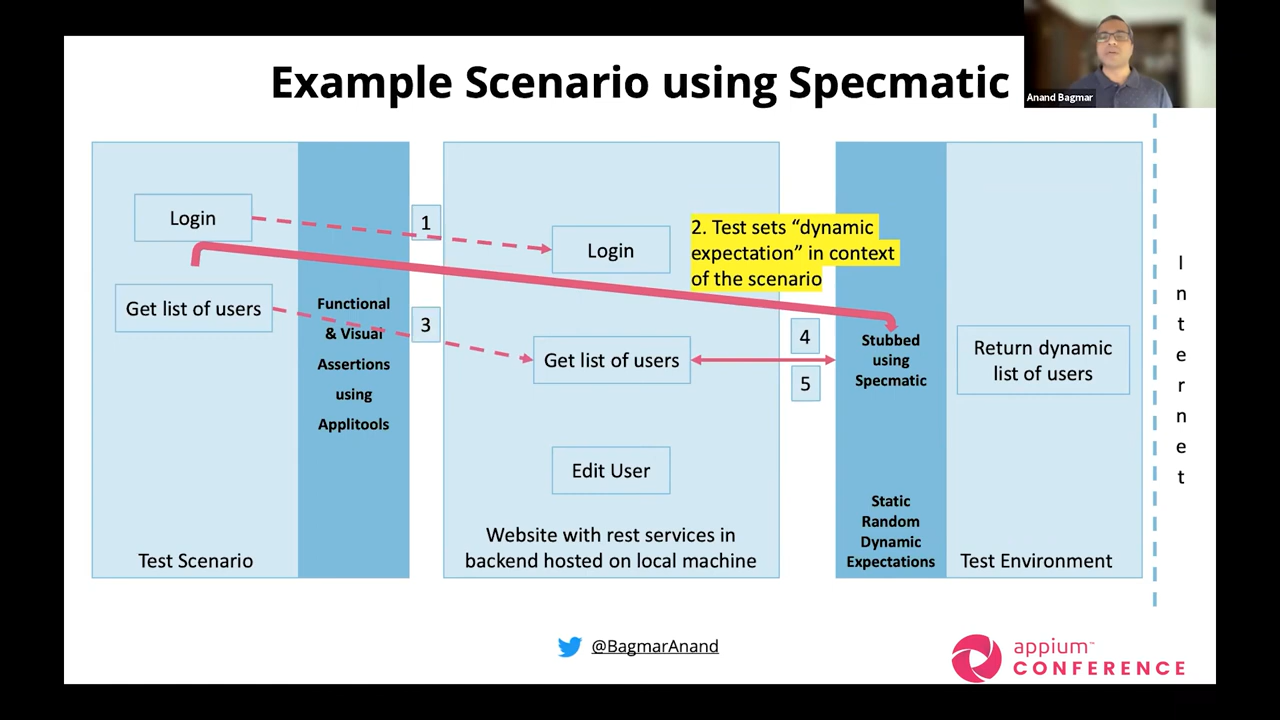 Example Scenario using Specmatic
Anand Bagmar
Login
Get list of users
Test Scenario
Functional
& Visual
Assertions
using
Applitools
1
3
Login
Get list of users
Edit User
Website with rest services in
backend hosted on local machine
2. Test sets “dynamic
expectation” in context
of the scenario
4
5
Stubbed
using
Specmatic
Static
Random
Dynamic
Expectations
Return dynamic
list of users
Test Environment
I
n
t
e
r
n
e
t
@BagmarAnand
appium™
CONFERENCE